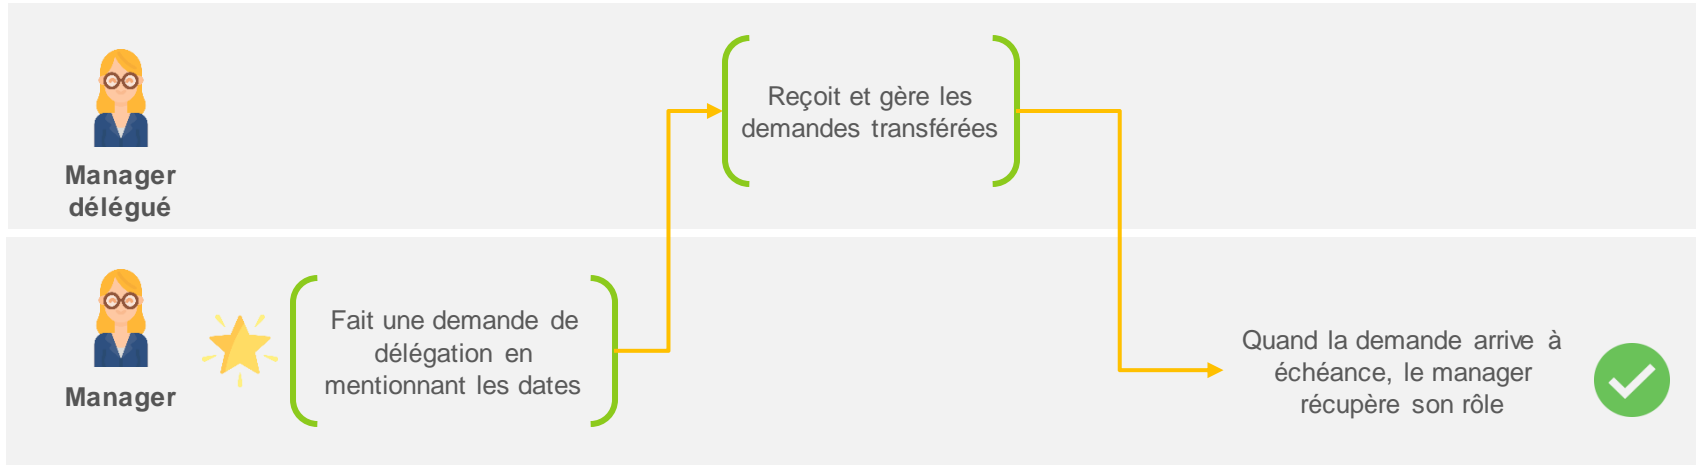 Manager
délégué
Reçoit et gère les
demandes transférées
Manager
Fait une demande de
délégation en
mentionnant les dates
Quand la demande arrive à
échéance, le manager
récupère son rôle